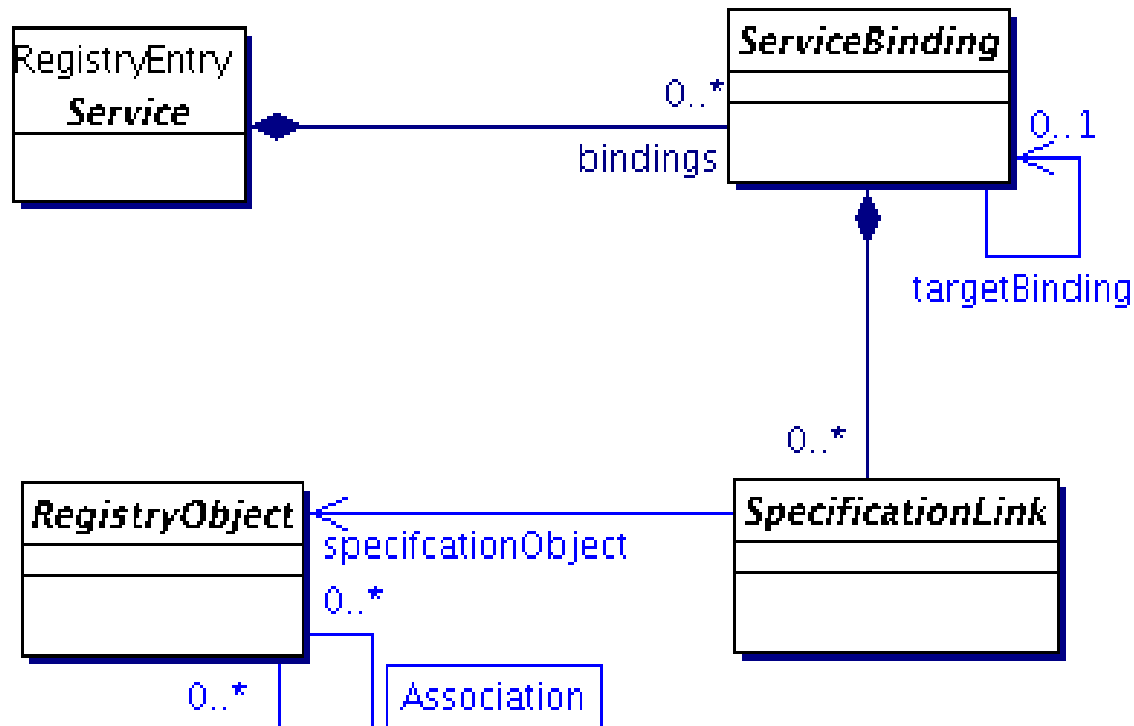 RegistryEntry
Service
ServiceBinding
0..*
bindings
0..1
targetBinding
0..*
RegistryObject
SpecificationLink
specifcationObject
0..*
0..*
Association